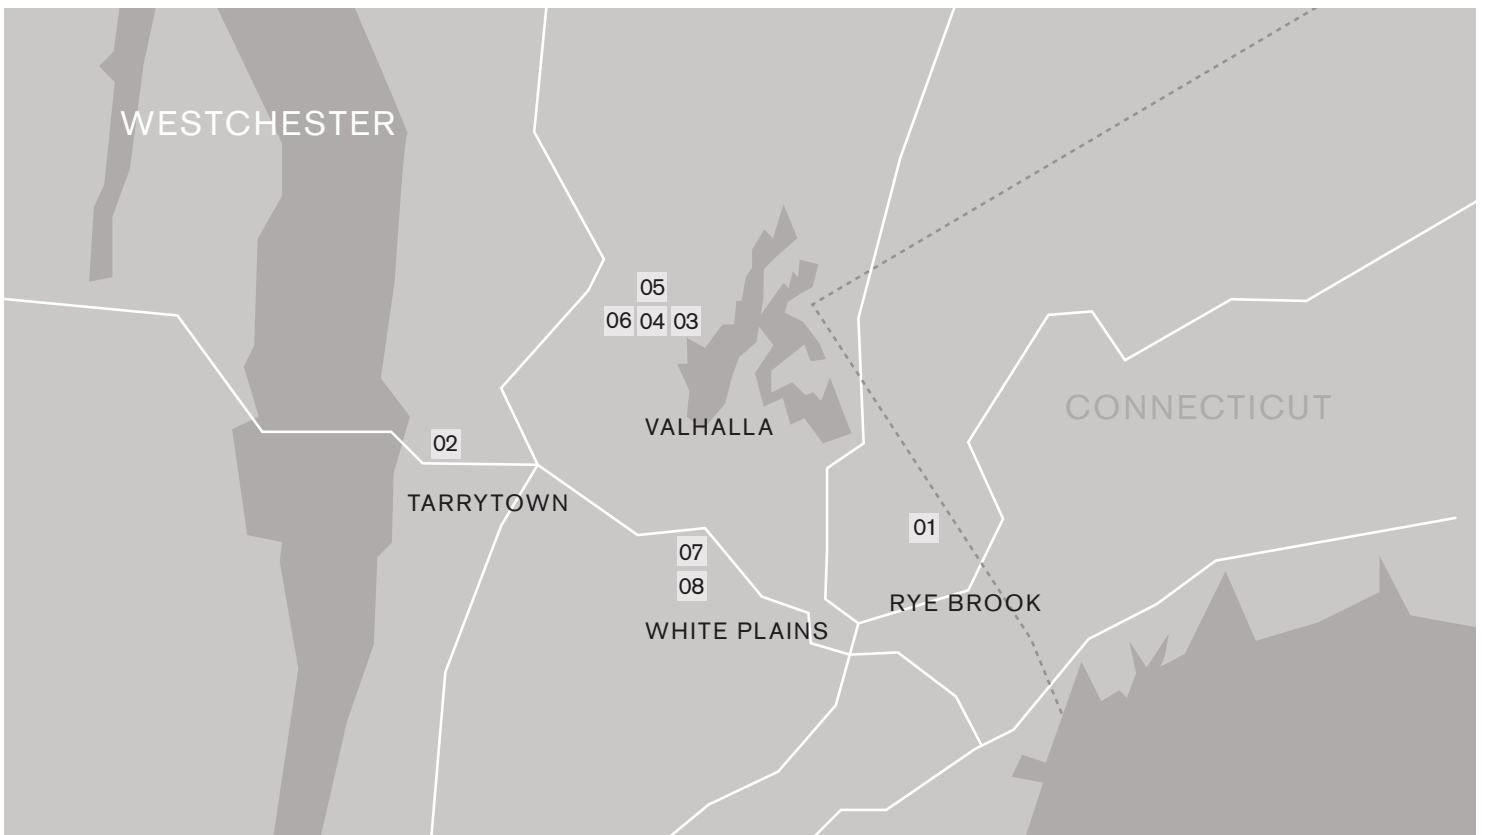 WESTCHESTER
05
06 04 03
CONNECTICUT
VALHALLA
02
TARRYTOWN
01
07
08
RYE BROOK
WHITE PLAINS